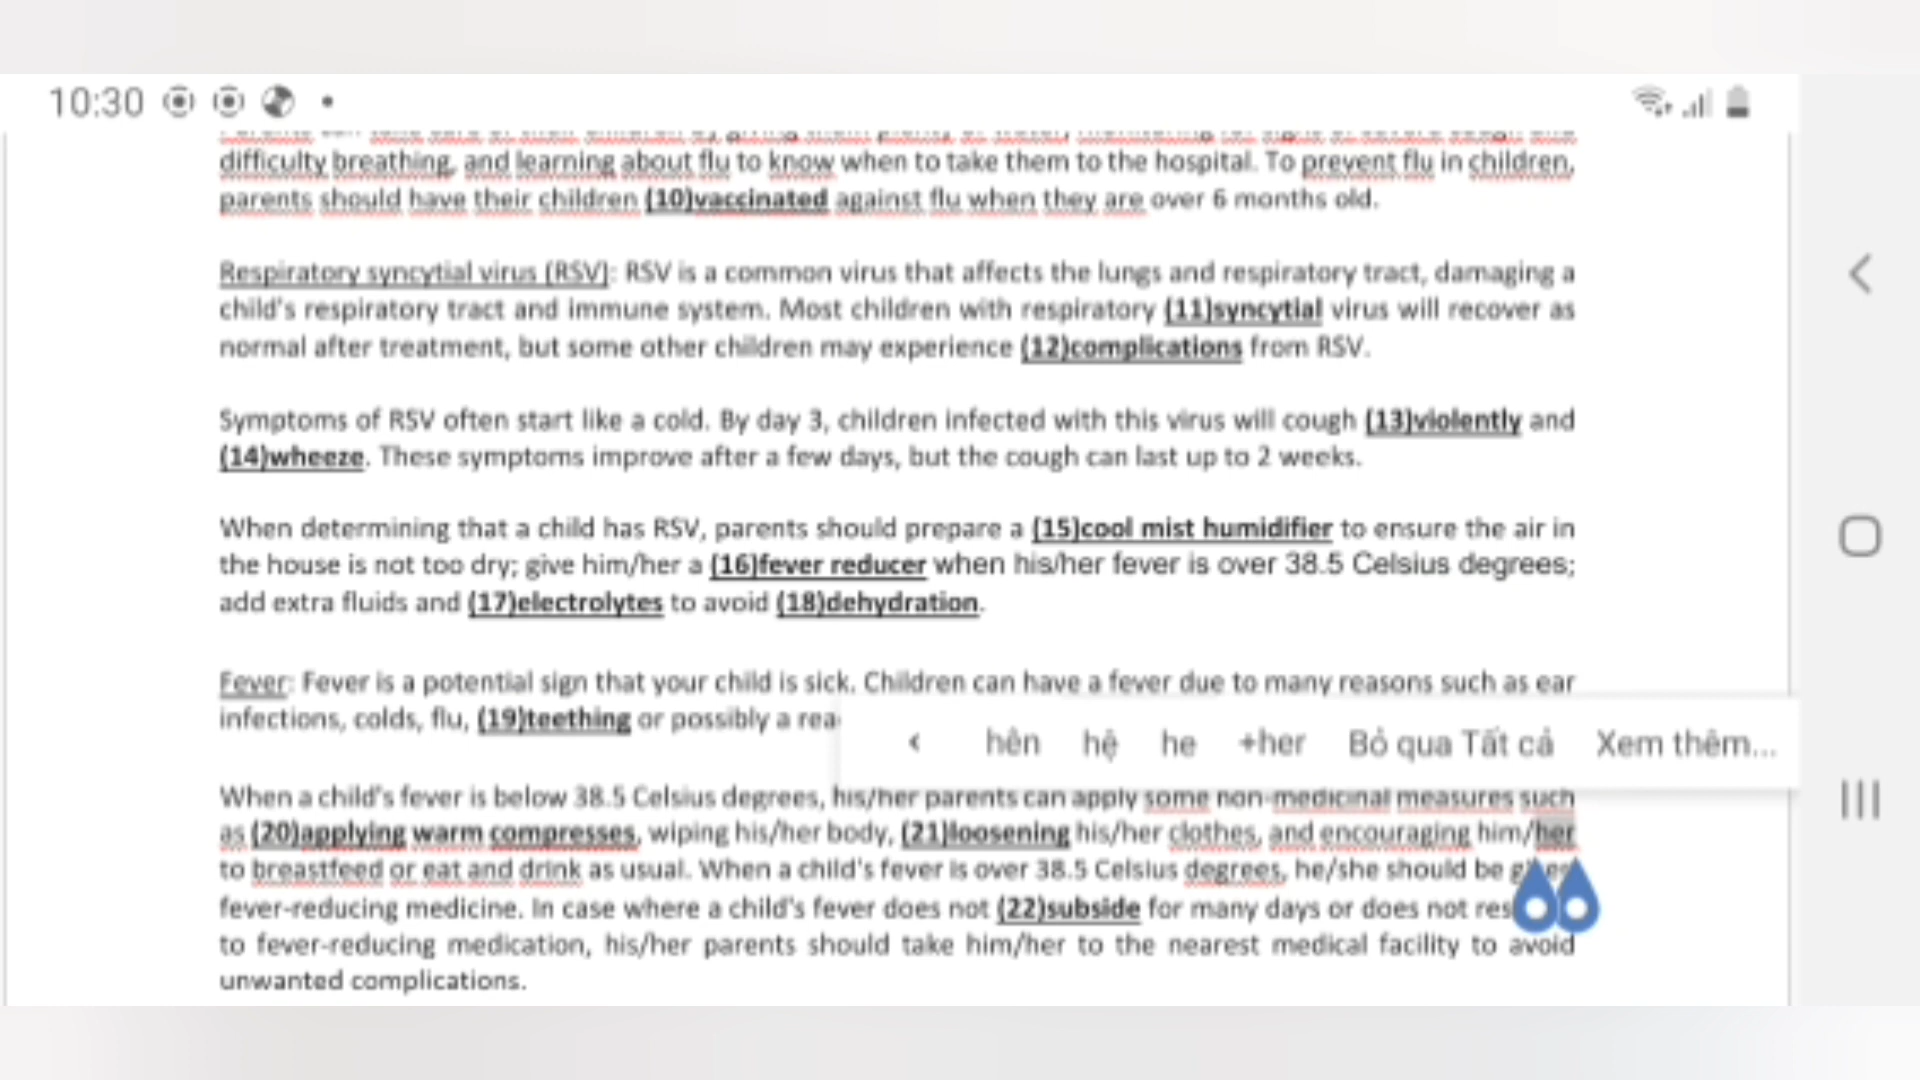 10:30
difficulty breathing, and learning about flu to know when to take them to the hospital. To prevent flu in children,
parents should have their children (10)vaccinated against flu when they are over 6 months old.
Respiratory syncytial virus (RSV): RSV is a common virus that affects the lungs and respiratory tract, damaging a
child's respiratory tract and immune system. Most children with respiratory (11)syncytial virus will recover as
normal after treatment, but some other children may experience (12)complications from RSV.
Symptoms of RSV often start like a cold. By day 3, children infected with this virus will cough (13)violently and
(14)wheeze. These symptoms improve after a few days, but the cough can last up to 2 weeks.
When determining that a child has RSV, parents should prepare a (15)cool mist humidifier to ensure the air in
the house is not too dry; give him/her a (16)fever reducer when his/her fever is over 38.5 Celsius degrees;
add extra fluids and (17)electrolytes to avoid (18)dehydration.
Fever: Fever is a potential sign that your child is sick. Children can have a fever due to many reasons such as ear
infections, colds, flu, (19)teething or possibly a rea
hên hệ he +her Bỏ qua Tất cả Xem thêm...
When a child's fever is below 38.5 Celsius degrees, his/her parents can apply some non-medicinal measures such
as (20)applying warm compresses, wiping his/her body, (21)loosening his/her clothes, and encouraging him/her
to breastfeed or eat and drink as usual. When a child's fever is over 38.5 Celsius degrees, he/she should be
fever-reducing medicine. In case where a child's fever does not (22)subside for many days or does not res
to fever-reducing medication, his/her parents should take him/her to the nearest medical facility to avoid
unwanted complications.